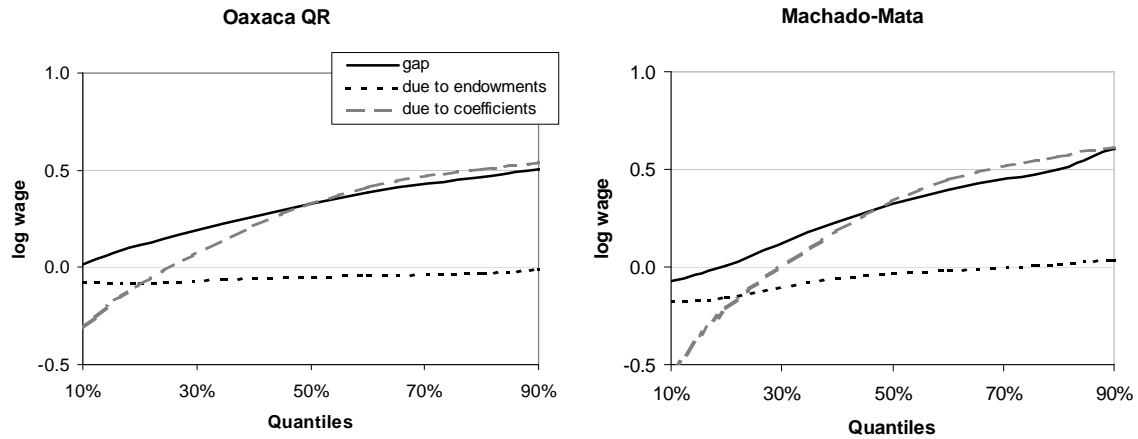 Oaxaca QR
1.0
0.5
0.0
-0.5
log wage
gap
due to endowments
due to coefficients
10%
30%
50%
70%
90%
Quantiles
Machado-Mata
1.0
0.5
0.0
-0.5
log wage
10%
30%
50%
70%
90%
Quantiles